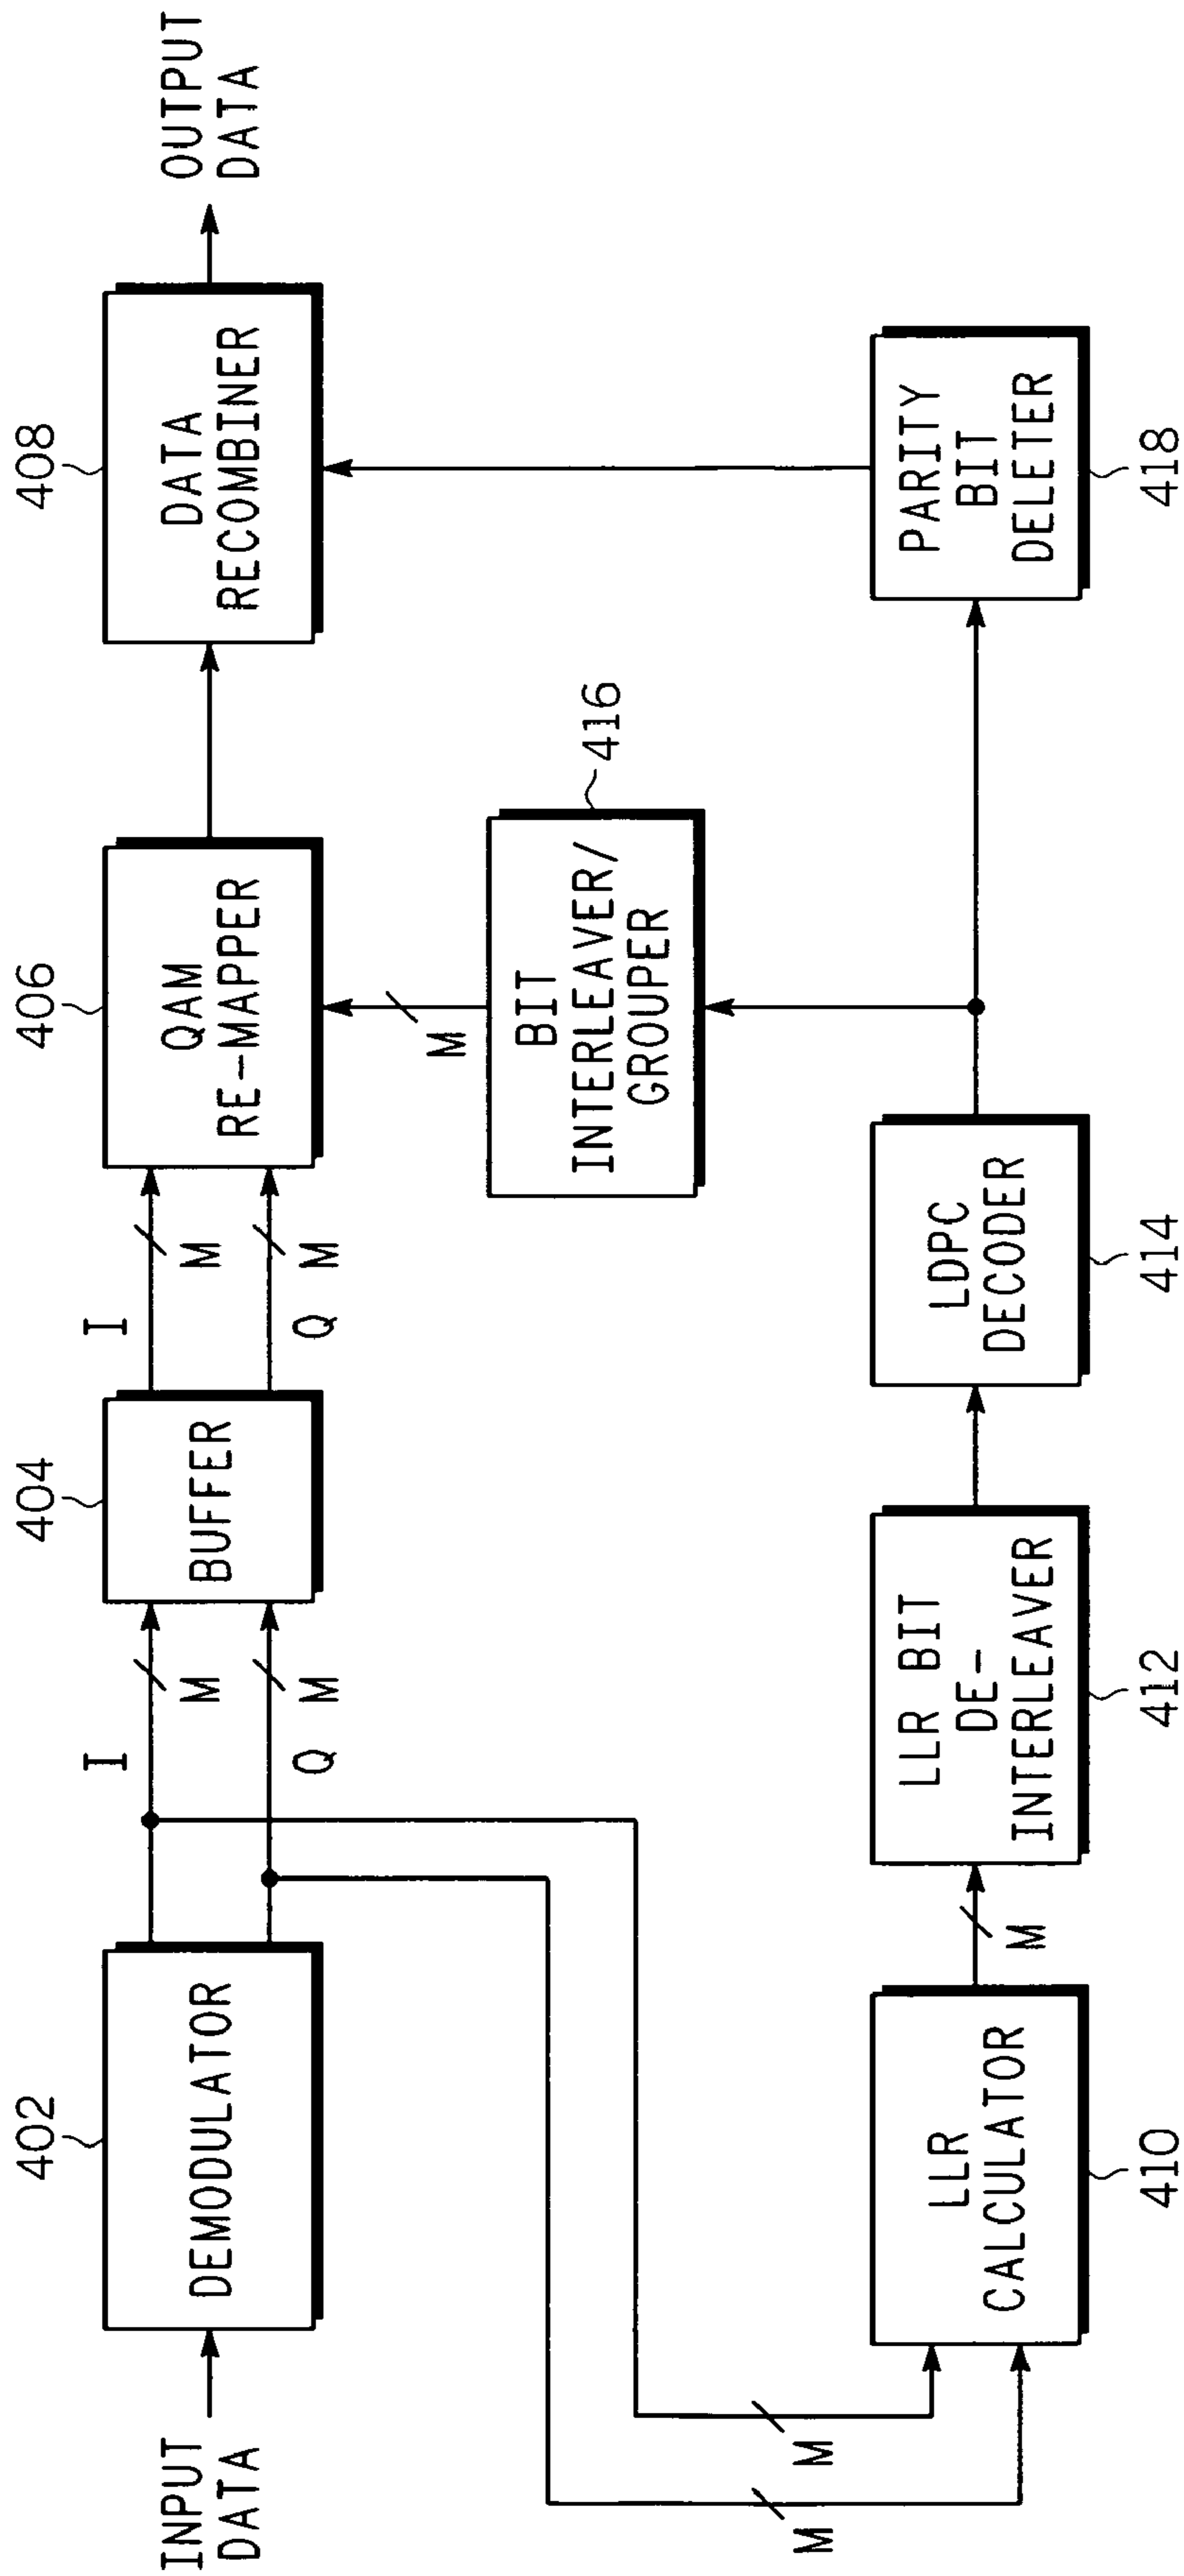 INPUT
DATA
402
DEMODULATOR
I
M
Q
M
404
BUFFER
I
M
Q
M
406
QAM
RE-MAPPER
408
DATA
RECOMBINER
OUTPUT
DATA
M
BIT
INTERLEAVER/
GROUPER
416
M
M
LLR
CALCULATOR
410
M
LLR BIT
DE-
INTERLEAVER
412
LDPC
DECODER
414
PARITY
BIT
DELETER
418